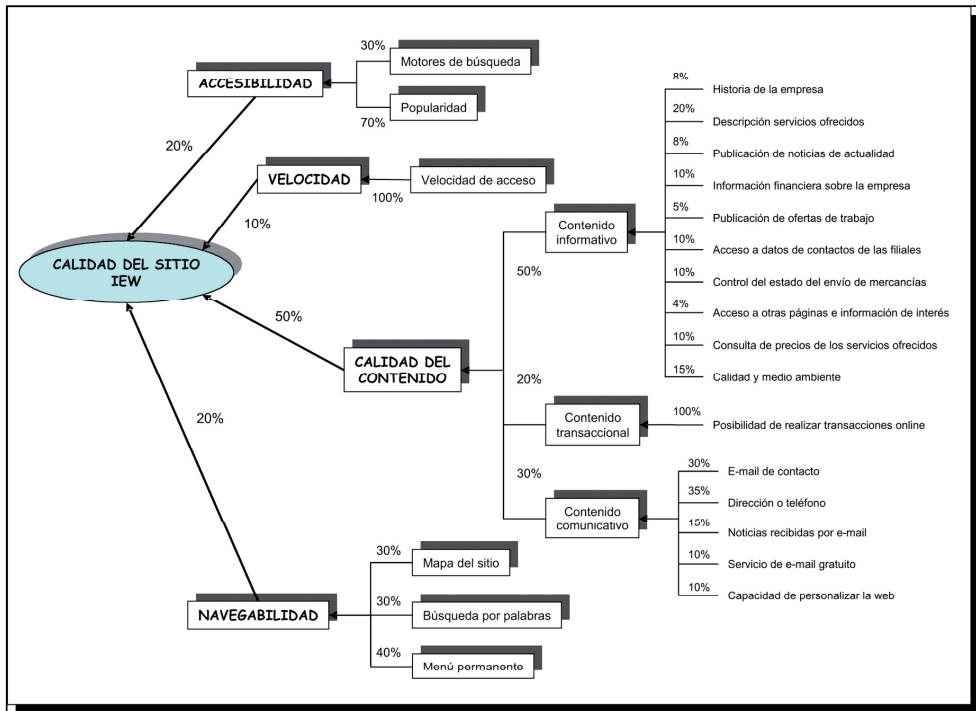 30%
Motores de búsqueda
ACCESIBILIDAD
Popularidad
70%
20%
VELOCIDAD
Velocidad de acceso
100%
10%
CALIDAD DEL SITIO
IEW
50%
CALIDAD DEL
CONTENIDO
20%
NAVEGABILIDAD
30%
Mapa del sitio
30%
Búsqueda por palabras
40%
Menú permanente
Contenido
informativo
50%
8%
Historia de la empresa
20%
Descripción servicios ofrecidos
8%
Publicación de noticias de actualidad
10%
Información financiera sobre la empresa
5%
Publicación de ofertas de trabajo
10%
Acceso a datos de contactos de las filiales
10%
Control del estado del envío de mercancías
4%
Acceso a otras páginas e información de interés
10%
Consulta de precios de los servicios ofrecidos
15%
Calidad y medio ambiente
20%
Contenido
transaccional
100%
Posibilidad de realizar transacciones online
30%
Contenido
comunicativo
30%
E-mail de contacto
35%
Dirección o teléfono
15%
Noticias recibidas por e-mail
10%
Servicio de e-mail gratuito
10%
Capacidad de personalizar la web